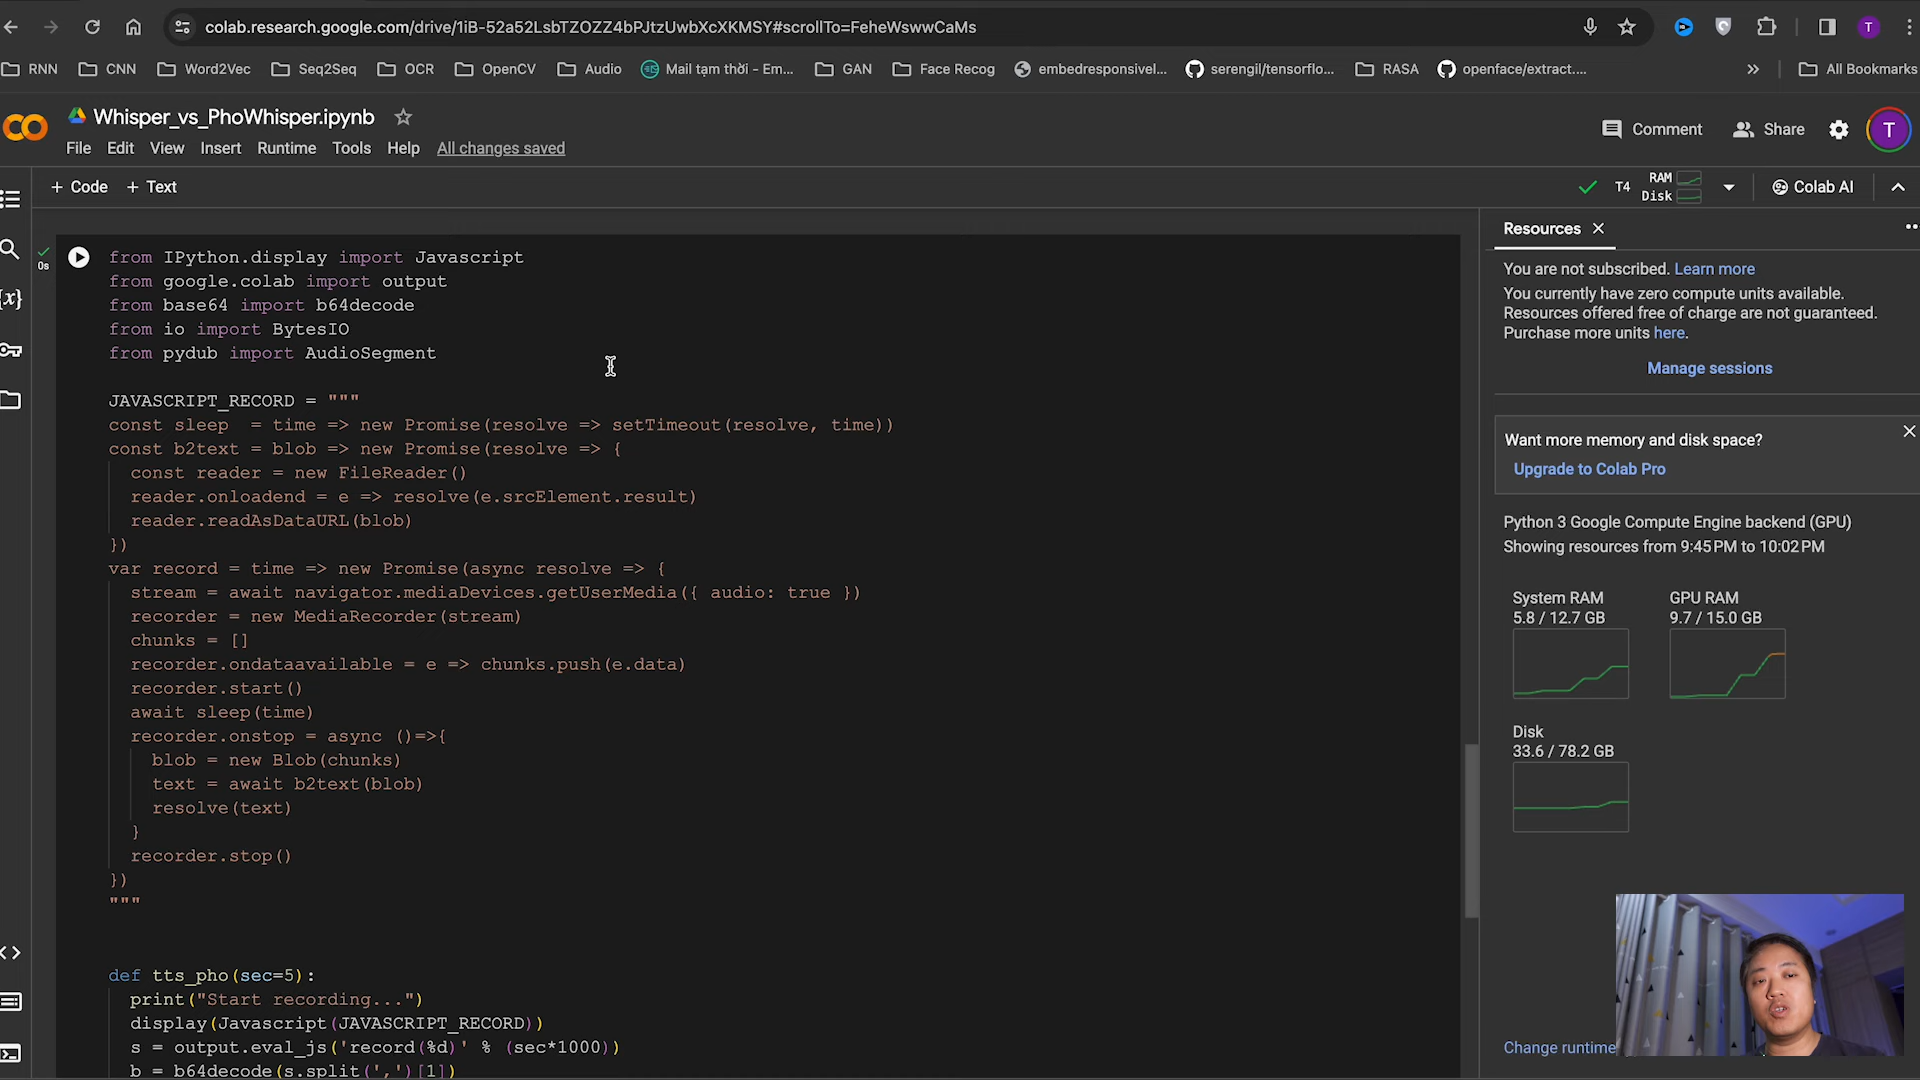 colab.research.google.com/drive/1iB-52a52LsbTZOZZ4bPJtzUwbXcXKMSY#scrollTo=FeheWswwCaMs
T
RNN CNN Word2Vec Seq2Seq OCR OpenCV Audio Mail tạm thời - Em... GAN Face Recog embedresponsivel... serengil/tensorflo... RASA openface/extract.... All Bookmarks
Whisper_vs_PhoWhisper.ipynb
Comment Share T
File Edit View Insert Runtime Tools Help All changes saved
+ Code + Text T4 RAM Disk Colab AI
Resources
0s
from IPython.display import Javascript
from google.colab import output
from base64 import b64decode
from io import BytesIO
from pydub import AudioSegment
JAVASCRIPT_RECORD = """
const sleep  = time => new Promise(resolve => setTimeout(resolve, time))
const b2text = blob => new Promise(resolve => {
  const reader = new FileReader()
  reader.onloadend = e => resolve(e.srcElement.result)
  reader.readAsDataURL(blob)
})
var record = time => new Promise(async resolve => {
  stream = await navigator.mediaDevices.getUserMedia({ audio: true })
  recorder = new MediaRecorder(stream)
  chunks = []
  recorder.ondataavailable = e => chunks.push(e.data)
  recorder.start()
  await sleep(time)
  recorder.onstop = async ()=>{
    blob = new Blob(chunks)
    text = await b2text(blob)
    resolve(text)
  }
  recorder.stop()
})
"""
def tts_pho(sec=5):
  print("Start recording...")
  display(Javascript(JAVASCRIPT_RECORD))
  s = output.eval_js('record(%d)' % (sec*1000))
  b = b64decode(s.split(',')[1])
You are not subscribed. Learn more
You currently have zero compute units available.
Resources offered free of charge are not guaranteed.
Purchase more units here.
Manage sessions
Want more memory and disk space?
Upgrade to Colab Pro
Python 3 Google Compute Engine backend (GPU)
Showing resources from 9:45 PM to 10:02 PM
System RAM
5.8 / 12.7 GB
GPU RAM
9.7 / 15.0 GB
Disk
33.6 / 78.2 GB
Change runtime